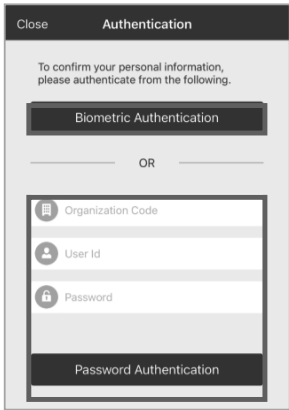 Close Authentication
To confirm your personal information,
please authenticate from the following.
Biometric Authentication
OR
Organization Code
User Id
Password
Password Authentication